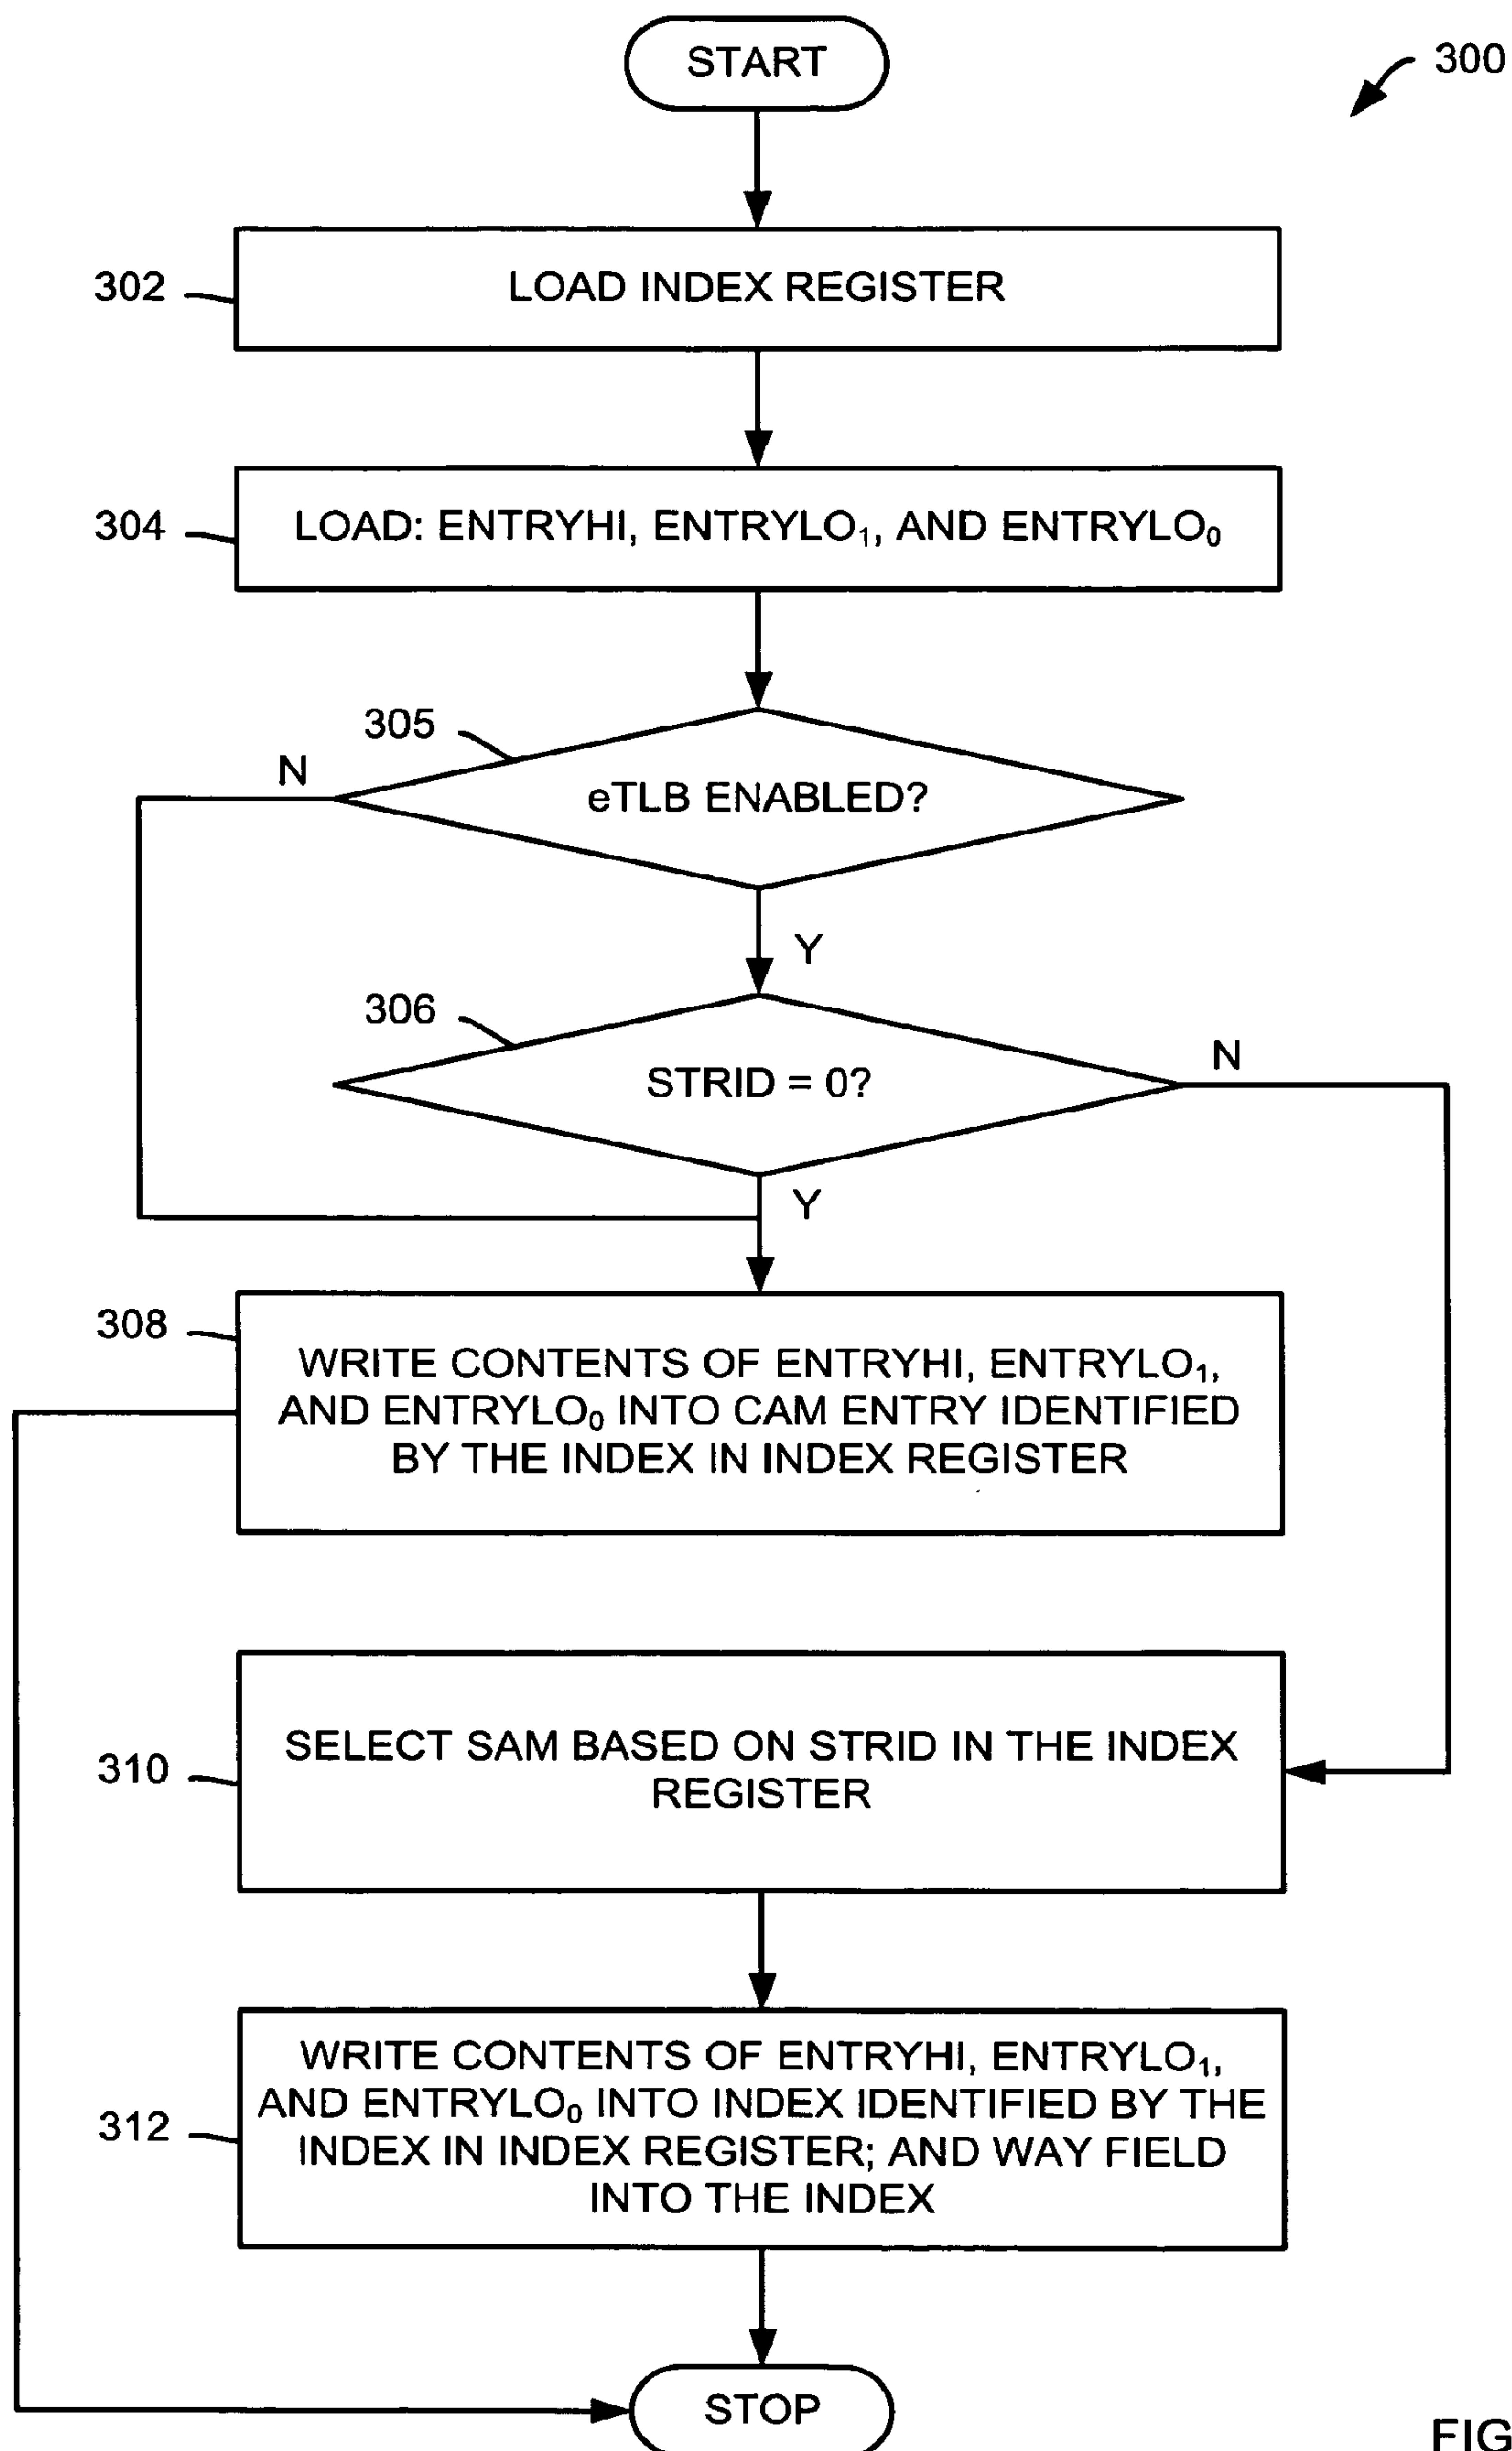 START
300
302
LOAD INDEX REGISTER
304
LOAD: ENTRYHI, ENTRYLO₁, AND ENTRYLO₀
305
N
eTLB ENABLED?
Y
306
N
STRID = 0?
Y
308
WRITE CONTENTS OF ENTRYHI, ENTRYLO₁,
AND ENTRYLO₀ INTO CAM ENTRY IDENTIFIED
BY THE INDEX IN INDEX REGISTER
310
SELECT SAM BASED ON STRID IN THE INDEX
REGISTER
312
WRITE CONTENTS OF ENTRYHI, ENTRYLO₁,
AND ENTRYLO₀ INTO INDEX IDENTIFIED BY THE
INDEX IN INDEX REGISTER; AND WAY FIELD
INTO THE INDEX
STOP
FIG